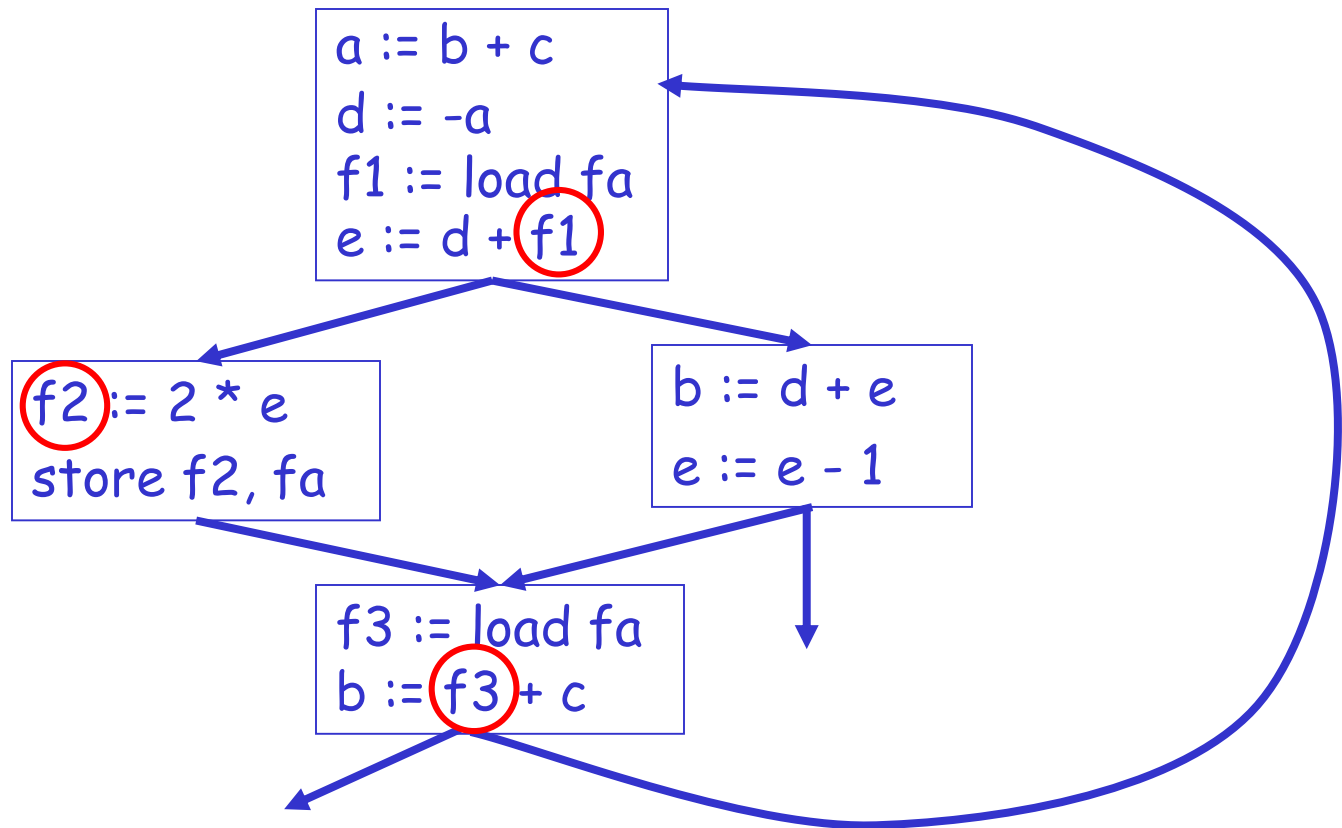 a := b + c
d := -a
f1 := load fa
e := d + f1
f2 := 2 * e
store f2, fa
b := d + e
e := e - 1
f3 := load fa
b := f3 + c